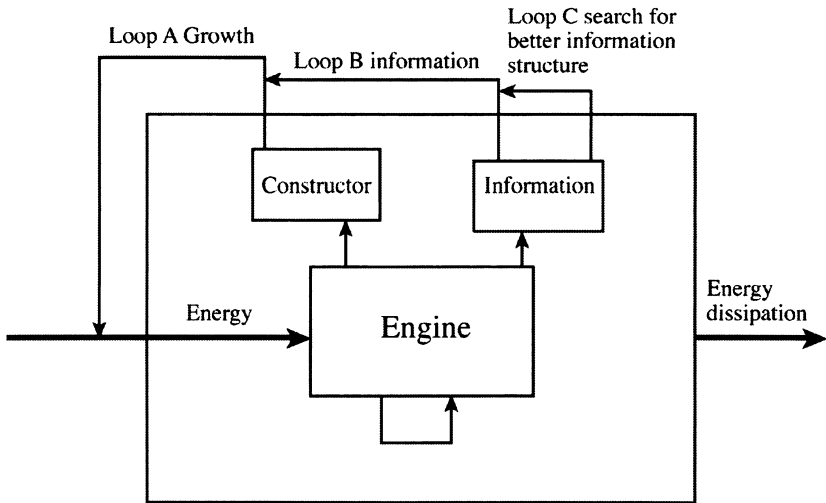 Loop A Growth
Loop B information
Loop C search for
better information
structure
Constructor
Information
Energy
Engine
Energy
dissipation